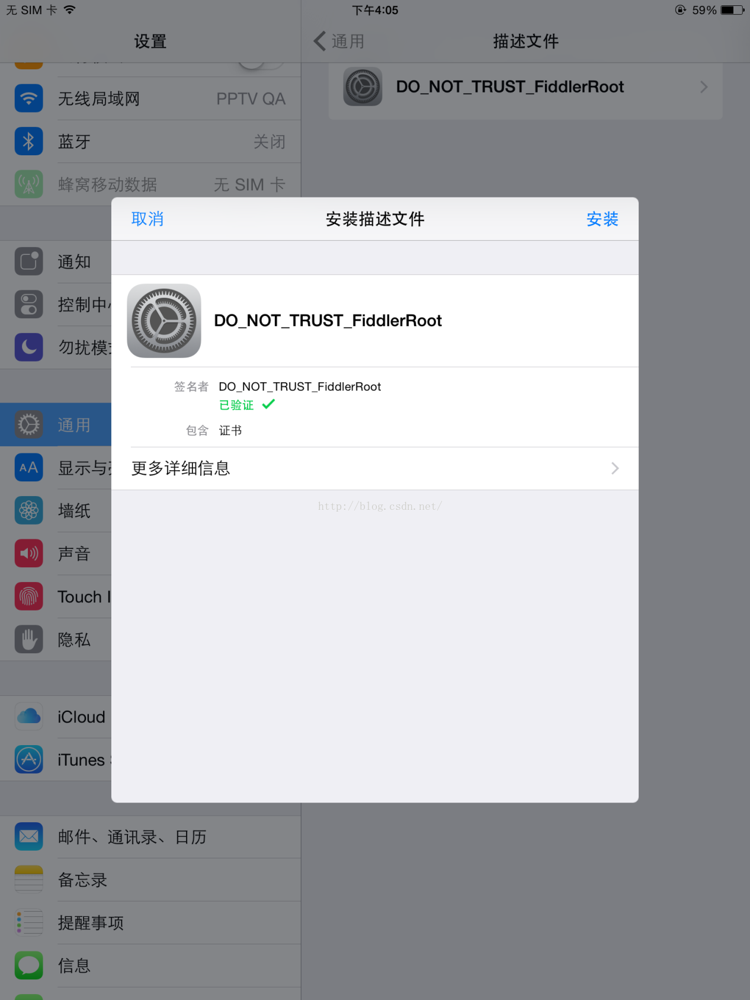 无 SIM 卡
下午4:05
59%
设置
通用
描述文件
无线局域网 PPTV QA
蓝牙 关闭
蜂窝移动数据 无 SIM 卡
通知
控制中
勿扰模
通用
显示与
墙纸
声音
Touch I
隐私
iCloud
iTunes
邮件、通讯录、日历
备忘录
提醒事项
信息
DO_NOT_TRUST_FiddlerRoot
取消
安装描述文件
安装
DO_NOT_TRUST_FiddlerRoot
签名者 DO_NOT_TRUST_FiddlerRoot
已验证
包含 证书
更多详细信息
http://blog.csdn.net/